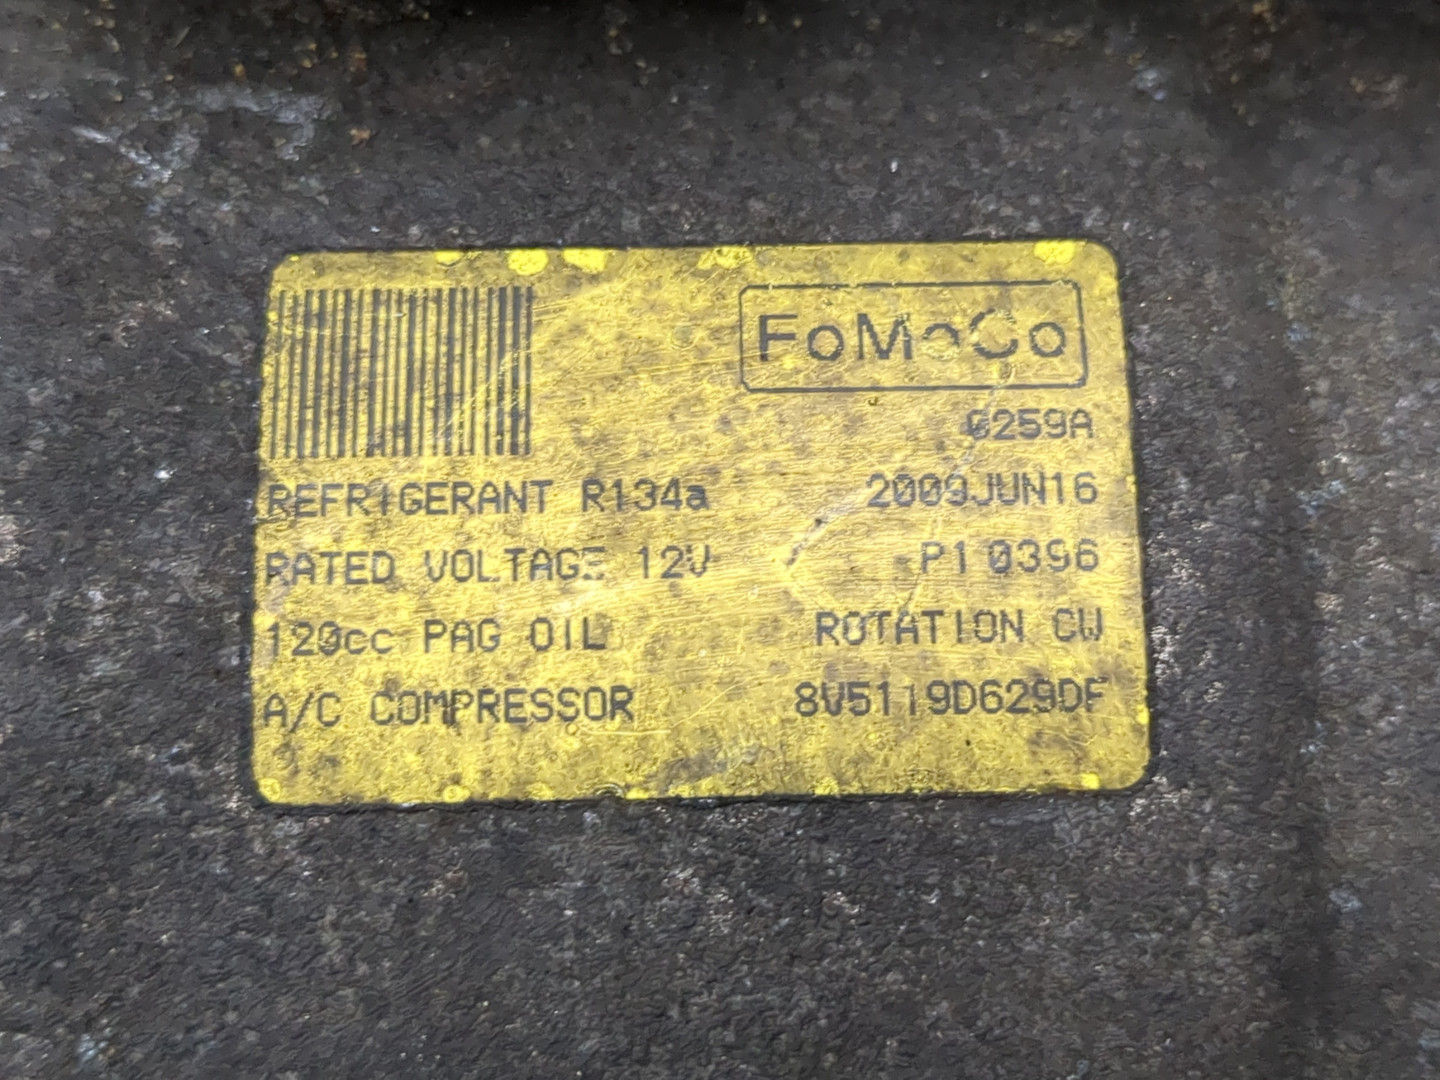 FoMoCo
0259A
REFRIGERANT R134a 2009JUN16
RATED VOLTAGE 12V P1 0396
120cc PAG OIL ROTATION CW
A/C COMPRESSOR 8V5119D629DF